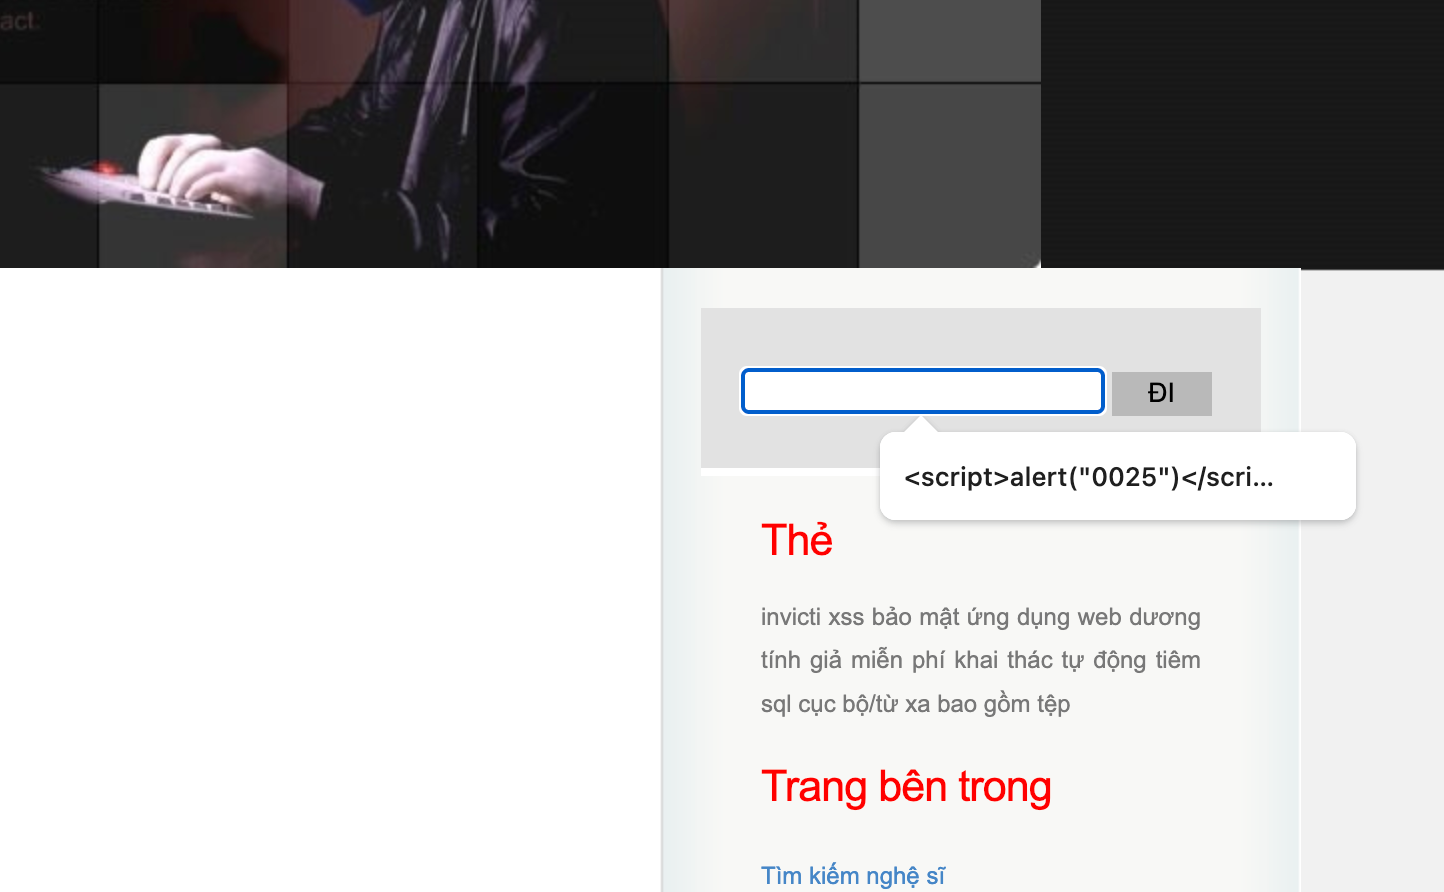 act
ĐI
<script>alert("0025")</scri...
Thẻ
invicti xss bảo mật ứng dụng web dương
tính giả miễn phí khai thác tự động tiêm
sql cục bộ/từ xa bao gồm tệp
Trang bên trong
Tìm kiếm nghệ sĩ